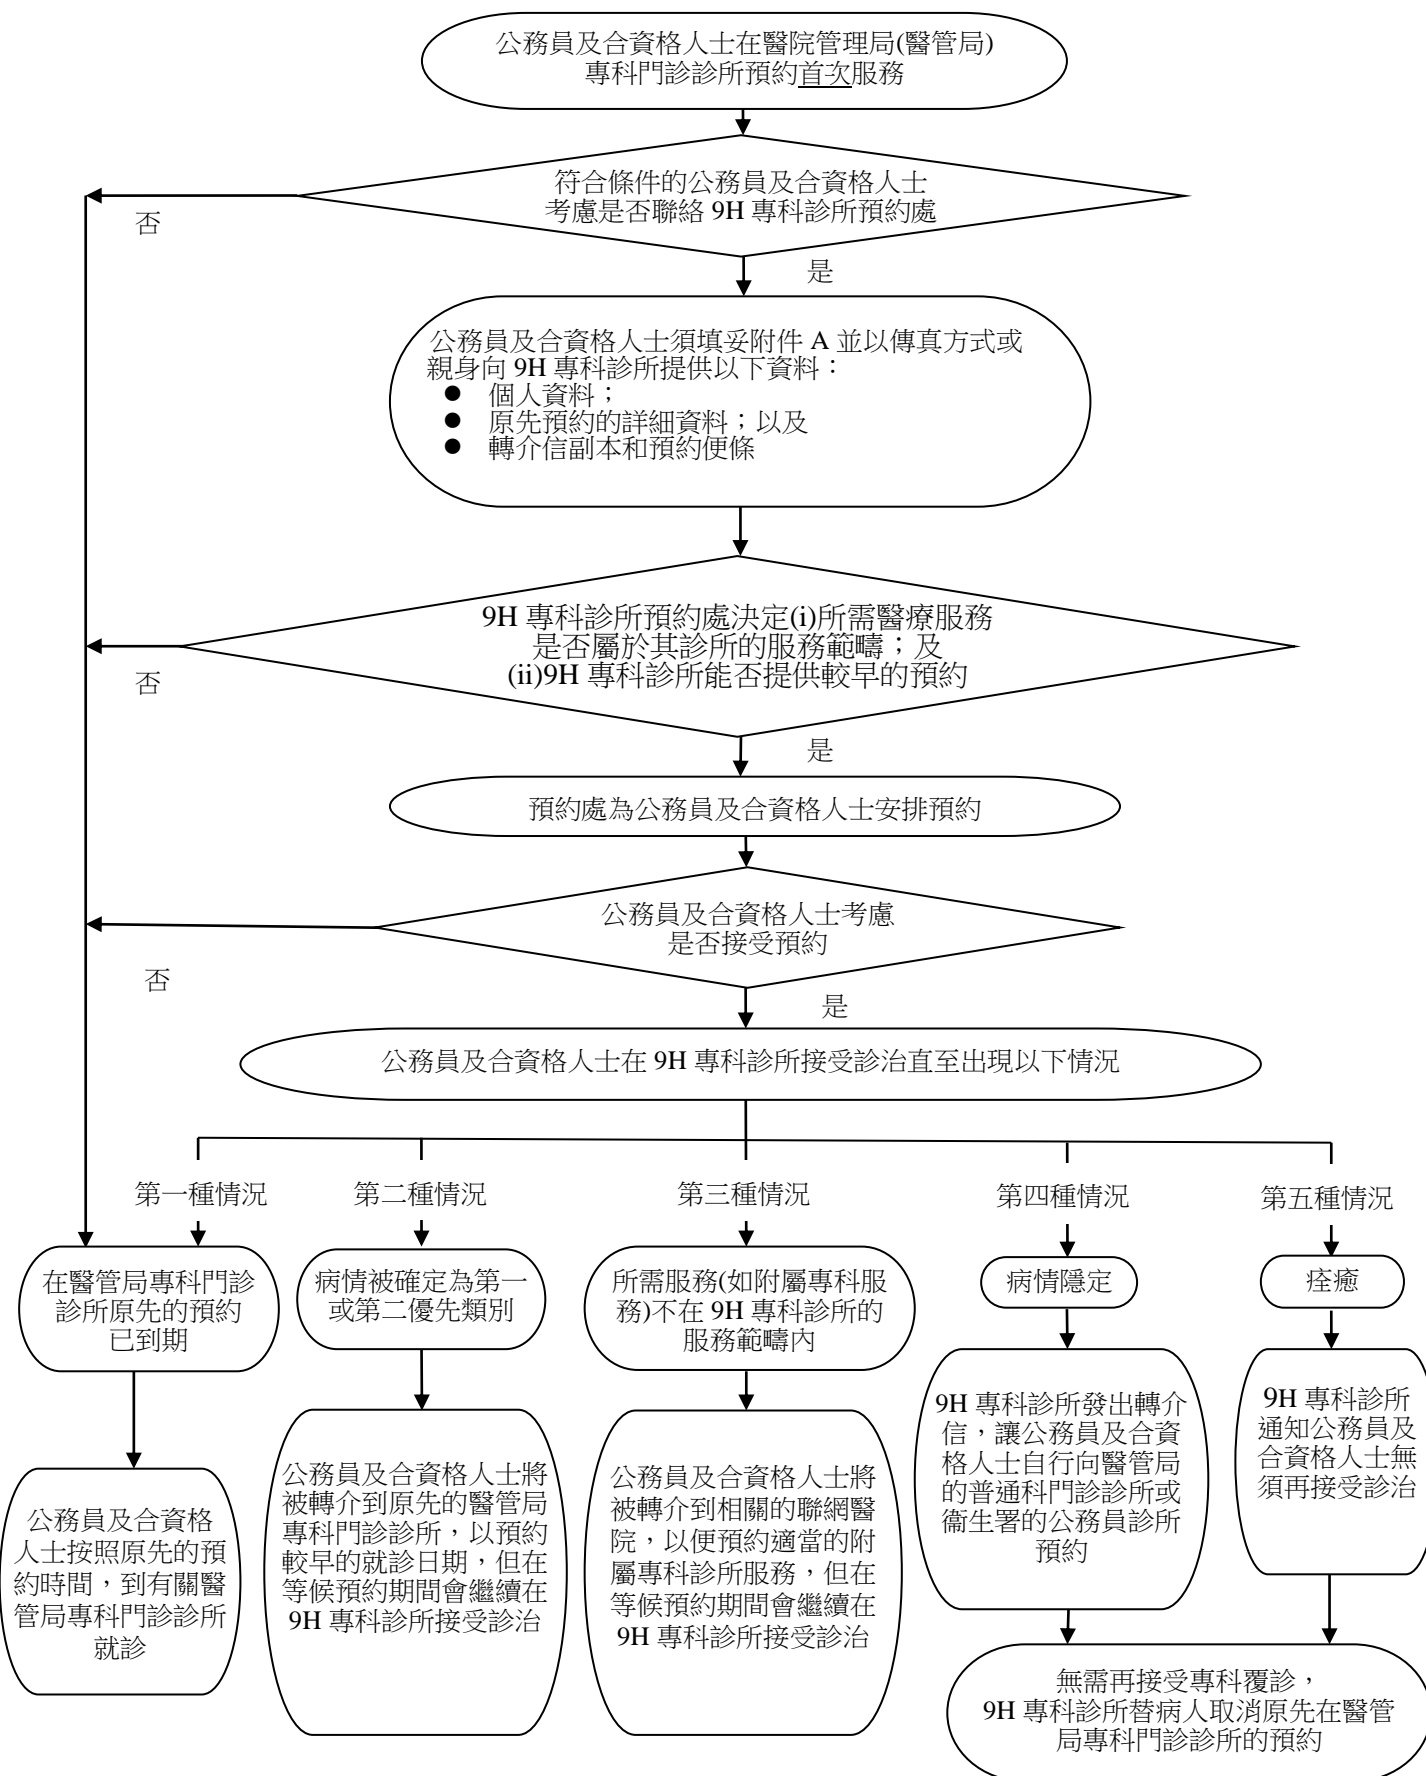 公務員及合資格人士在醫院管理局(醫管局)
專科門診診所預約首次服務
符合條件的公務員及合資格人士
考慮是否聯絡 9H 專科診所預約處
否
是
公務員及合資格人士須填妥附件 A 並以傳真方式或
親身向 9H 專科診所提供以下資料：
● 個人資料；
● 原先預約的詳細資料；以及
● 轉介信副本和預約便條
9H 專科診所預約處決定(i)所需醫療服務
是否屬於其診所的服務範疇；及
(ii)9H 專科診所能否提供較早的預約
否
是
預約處為公務員及合資格人士安排預約
公務員及合資格人士考慮
是否接受預約
否
是
公務員及合資格人士在 9H 專科診所接受診治直至出現以下情況
第一種情況
第二種情況
第三種情況
第四種情況
第五種情況
在醫管局專科門診
診所原先的預約
已到期
病情被確定為第一
或第二優先類別
所需服務(如附屬專科服
務)不在 9H 專科診所的
服務範疇內
病情隱定
痊癒
公務員及合資格
人士按照原先的預
約時間，到有關醫
管局專科門診診所
就診
公務員及合資格人士將
被轉介到原先的醫管局
專科門診診所，以預約
較早的就診日期，但在
等候預約期間會繼續在
9H 專科診所接受診治
公務員及合資格人士將
被轉介到相關的聯網醫
院，以便預約適當的附
屬專科診所服務，但在
等候預約期間會繼續在
9H 專科診所接受診治
9H 專科診所發出轉介
信，讓公務員及合資
格人士自行向醫管局
的普通科門診診所或
衞生署的公務員診所
預約
9H 專科診所
通知公務員及
合資格人士無
須再接受診治
無需再接受專科覆診，
9H 專科診所替病人取消原先在醫管
局專科門診診所的預約